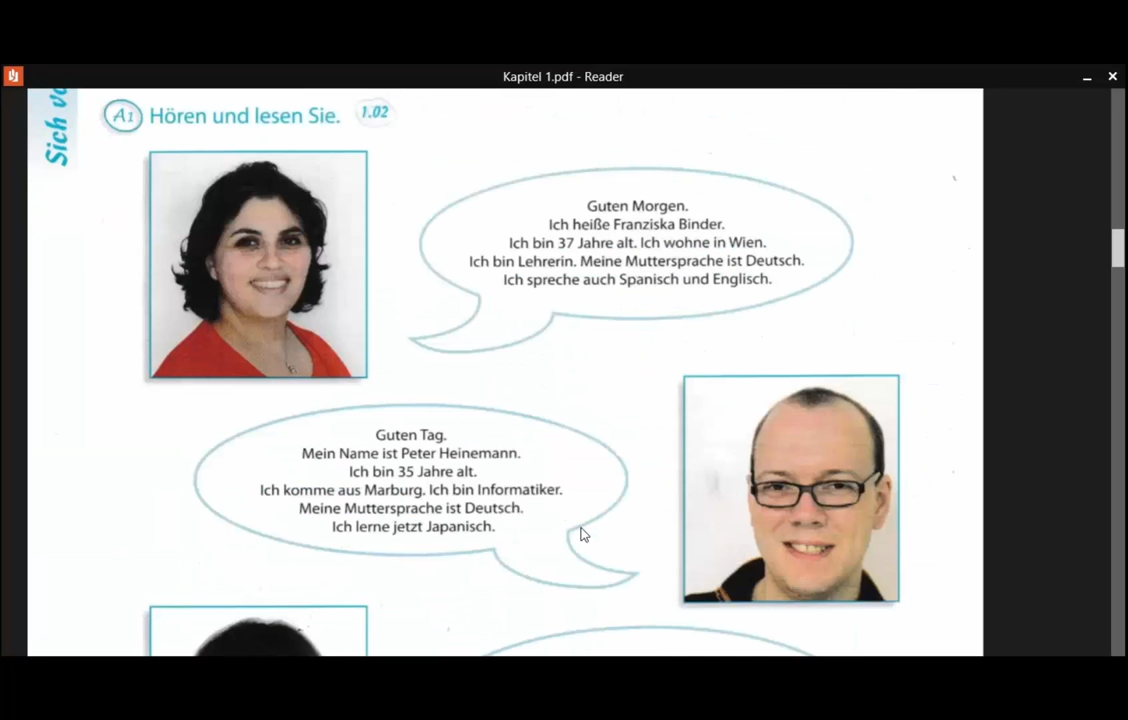 Kapitel 1.pdf - Reader
A1 Hören und lesen Sie. 1.02
Sich
Guten Morgen.
Ich heiße Franziska Binder.
Ich bin 37 Jahre alt. Ich wohne in Wien.
Ich bin Lehrerin. Meine Muttersprache ist Deutsch.
Ich spreche auch Spanisch und Englisch.
Guten Tag.
Mein Name ist Peter Heinemann.
Ich bin 35 Jahre alt.
Ich komme aus Marburg. Ich bin Informatiker.
Meine Muttersprache ist Deutsch.
Ich lerne jetzt Japanisch.